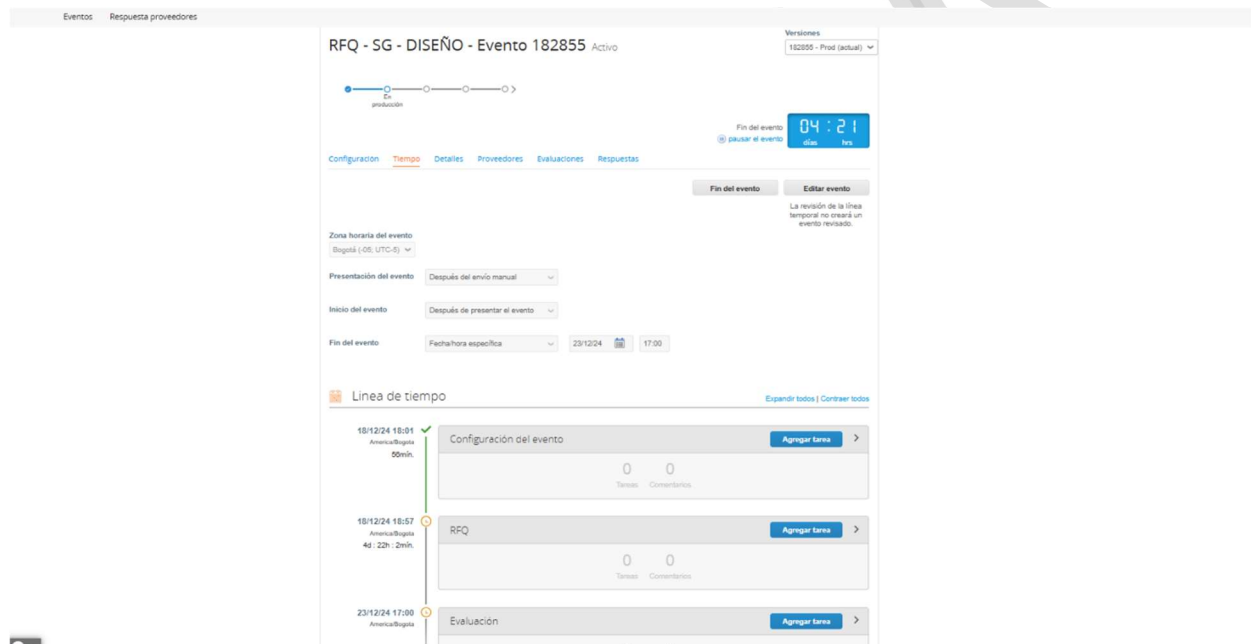 Eventos Respuesta proveedores
RFQ - SG - DISEÑO - Evento 182855 Activo
Versiones
182855 - Prod (actual)
En
producción
Fin del evento
pausar el evento
04 : 21
días hrs
Configuración Tiempo Detalles Proveedores Evaluaciones Respuestas
Fin del evento Editar evento
La revisión de la línea
temporal no creará un
evento revisado.
Zona horaria del evento
Bogotá (-05; UTC-5)
Presentación del evento Después del envío manual
Inicio del evento Después de presentar el evento
Fin del evento Fecha/hora específica 23/12/24 17:00
Linea de tiempo Expandir todos | Contraer todos
18/12/24 18:01
America/Bogota
56min.
Configuración del evento Agregar tarea
0 0
Tareas Comentarios
18/12/24 18:57
America/Bogota
4d : 22h : 2min.
RFQ Agregar tarea
0 0
Tareas Comentarios
23/12/24 17:00
America/Bogota
Evaluación Agregar tarea